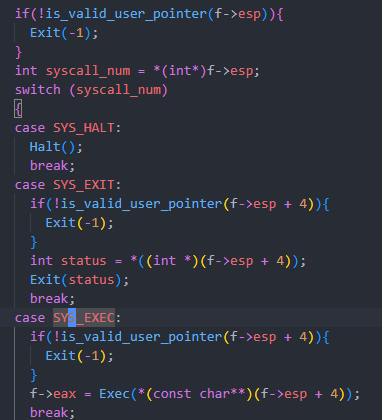 if(!is_valid_user_pointer(f->esp)){
Exit(-1);
}
int syscall_num = *(int*)f->esp;
switch (syscall_num)
{
case SYS_HALT:
Halt();
break;
case SYS_EXIT:
if(!is_valid_user_pointer(f->esp + 4)){
Exit(-1);
}
int status = *((int *)(f->esp + 4));
Exit(status);
break;
case SYS_EXEC:
if(!is_valid_user_pointer(f->esp + 4)){
Exit(-1);
}
f->eax = Exec(*(const char**)(f->esp + 4));
break;